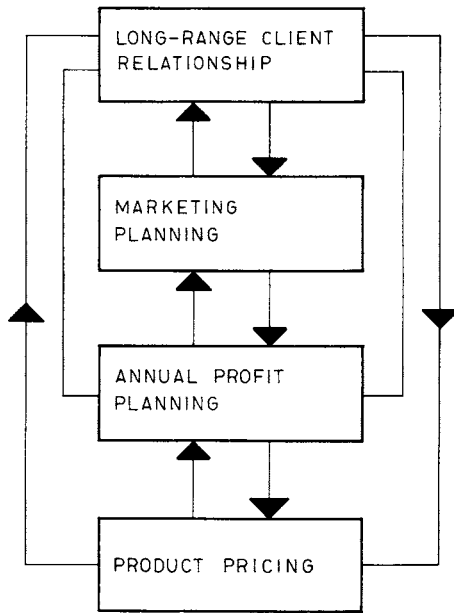 LONG-RANGE CLIENT
RELATIONSHIP
MARKETING
PLANNING
ANNUAL PROFIT
PLANNING
PRODUCT PRICING